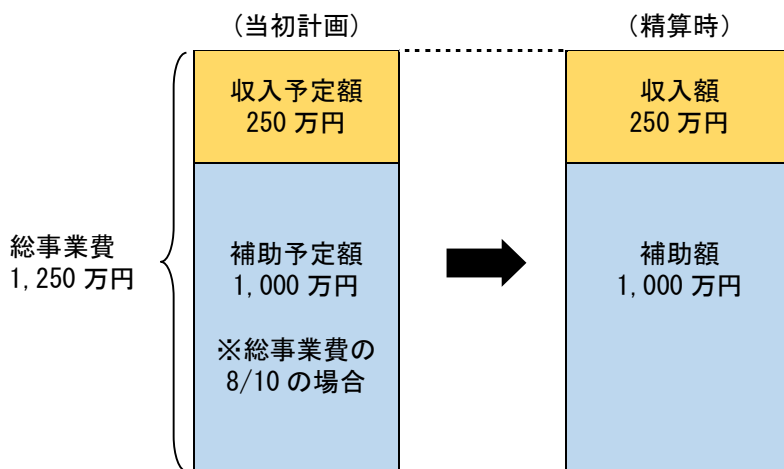 （当初計画）
収入予定額
250 万円
総事業費
1,250 万円
補助予定額
1,000 万円
※総事業費の
8/10 の場合
（精算時）
収入額
250 万円
補助額
1,000 万円